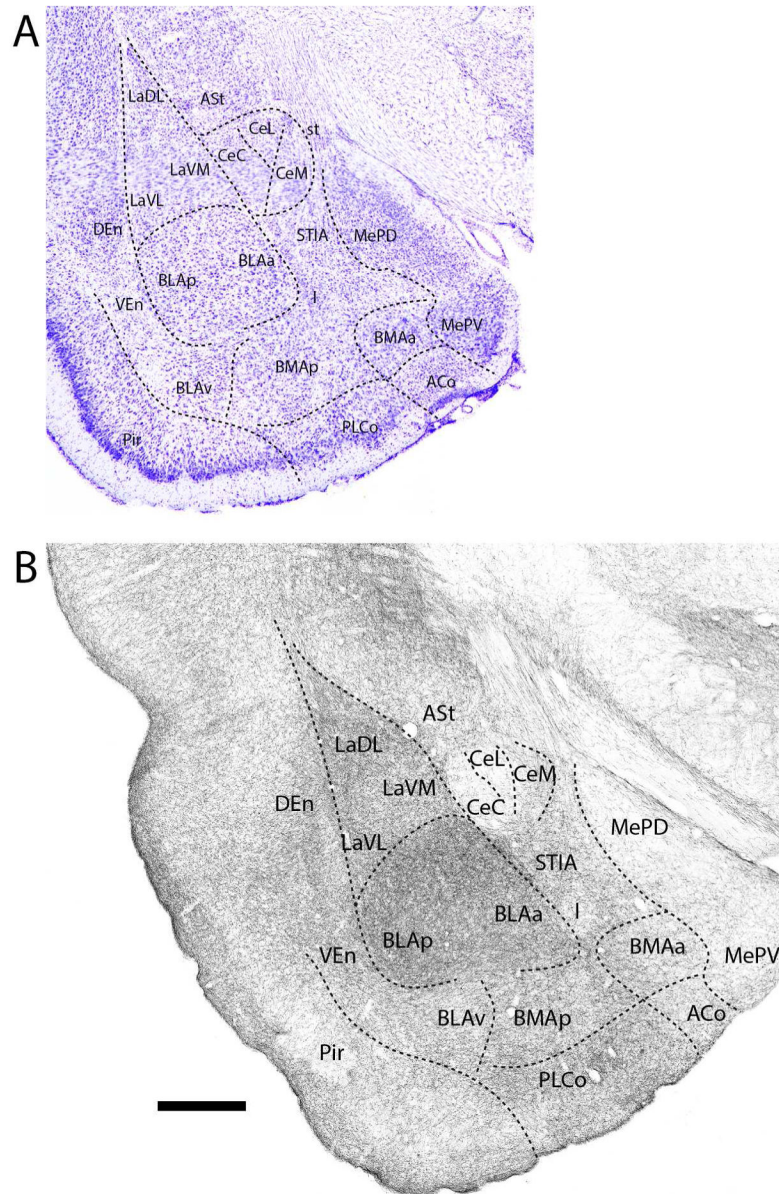 A
LaDL
ASt
CeL
st
CeC
LaVM
CeM
LaVL
DEn
STIA
MePD
BLAa
BLAp
I
VEn
MePV
BMAa
BMAp
BLAv
ACo
PLCo
Pir
B
ASt
LaDL
CeL
CeM
LaVM
DEn
CeC
MePD
LaVL
STIA
BLAa
I
BLAp
BMAa
VEn
MePV
BLAv
BMAp
ACo
Pir
PLCo